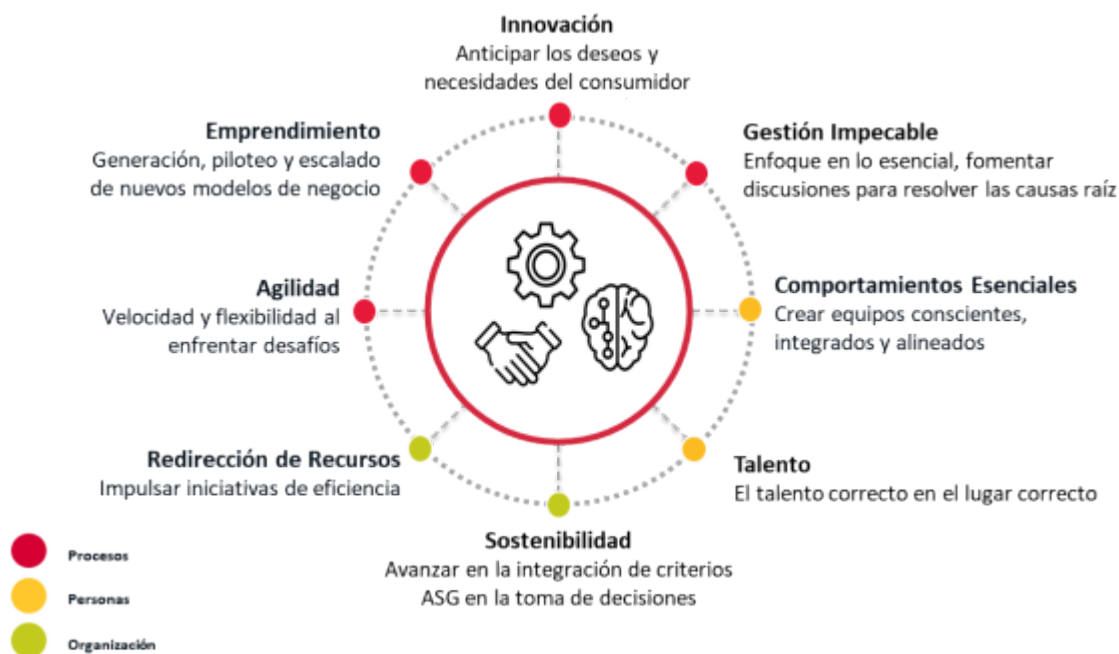 Innovación
Anticipar los deseos y
necesidades del consumidor
Emprendimiento
Generación, piloteo y escalado
de nuevos modelos de negocio
Gestión Impecable
Enfoque en lo esencial, fomentar
discusiones para resolver las causas raíz
Agilidad
Velocidad y flexibilidad al
enfrentar desafíos
Comportamientos Esenciales
Crear equipos conscientes,
integrados y alineados
Redirección de Recursos
Impulsar iniciativas de eficiencia
Talento
El talento correcto en el lugar correcto
Sostenibilidad
Avanzar en la integración de criterios
ASG en la toma de decisiones
Procesos
Personas
Organización